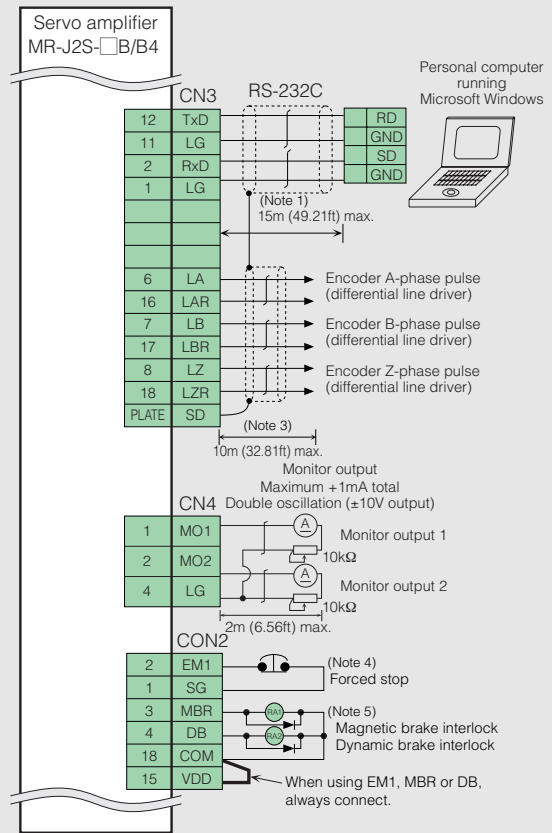 Servo amplifier
MR-J2S-□B/B4
Personal computer
running
Microsoft Windows
CN3
RS-232C
12 TxD RD
11 LG GND
2 RxD SD
1 LG GND
(Note 1)
15m (49.21ft) max.
6 LA
16 LAR
Encoder A-phase pulse
(differential line driver)
7 LB
17 LBR
Encoder B-phase pulse
(differential line driver)
8 LZ
18 LZR
Encoder Z-phase pulse
(differential line driver)
PLATE SD
(Note 3)
10m (32.81ft) max.
Monitor output
Maximum +1mA total
Double oscillation (±10V output)
CN4
1 MO1
A
Monitor output 1
10kΩ
2 MO2
A
Monitor output 2
10kΩ
4 LG
2m (6.56ft) max.
CON2
2 EM1
(Note 4)
Forced stop
1 SG
3 MBR RA1
(Note 5)
Magnetic brake interlock
4 DB RA2
Dynamic brake interlock
18 COM
15 VDD
When using EM1, MBR or DB,
always connect.